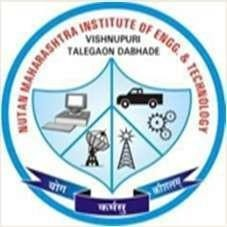 NUTAN MAHARASHTRA INSTITUTE OF ENGG. & TECHNOLOGY
VISHNUPURI
TALEGAON DABHADE
योग कर्मसु कौशलम्